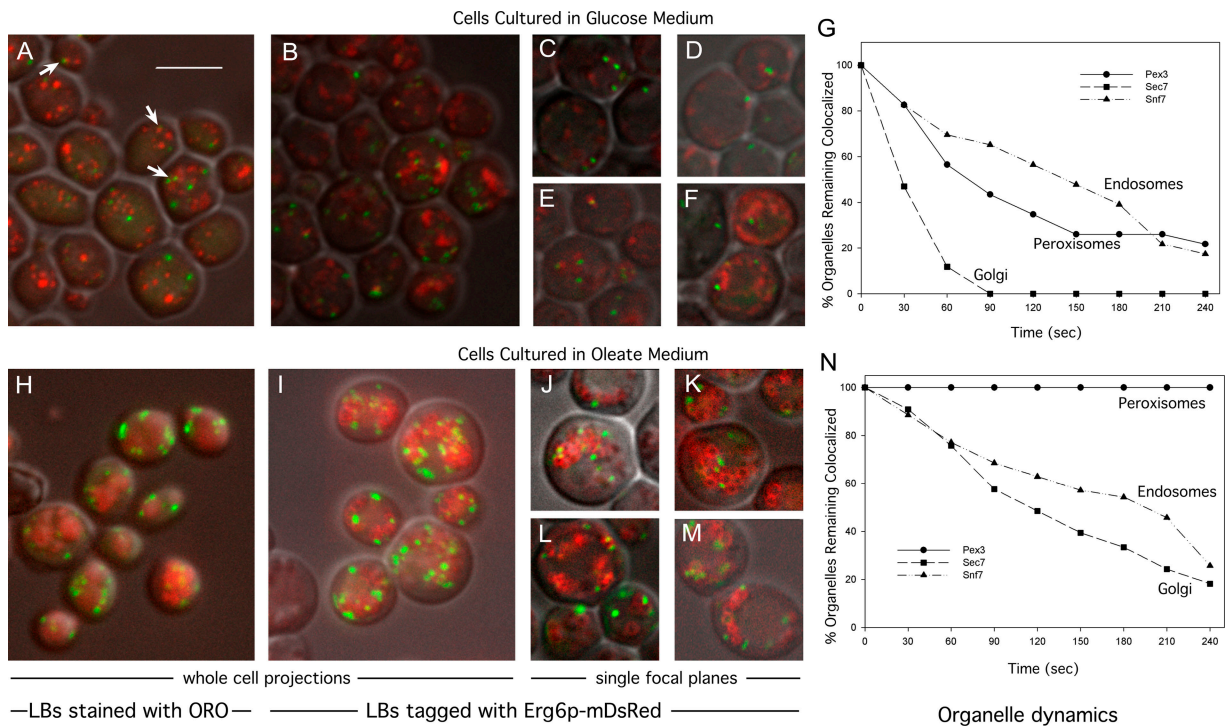 Cells Cultured in Glucose Medium
A
B
C
D
E
F
G
% Organelles Remaining Colocalized
100
80
60
40
20
0
Pex3
Sec7
Snf7
Endosomes
Peroxisomes
Golgi
0 30 60 90 120 150 180 210 240
Time (sec)
Cells Cultured in Oleate Medium
H
I
J
K
L
M
N
% Organelles Remaining Colocalized
100
80
60
40
20
0
Peroxisomes
Endosomes
Golgi
Pex3
Sec7
Snf7
0 30 60 90 120 150 180 210 240
Time (sec)
whole cell projections
single focal planes
LBs stained with ORO
LBs tagged with Erg6p-mDsRed
Organelle dynamics